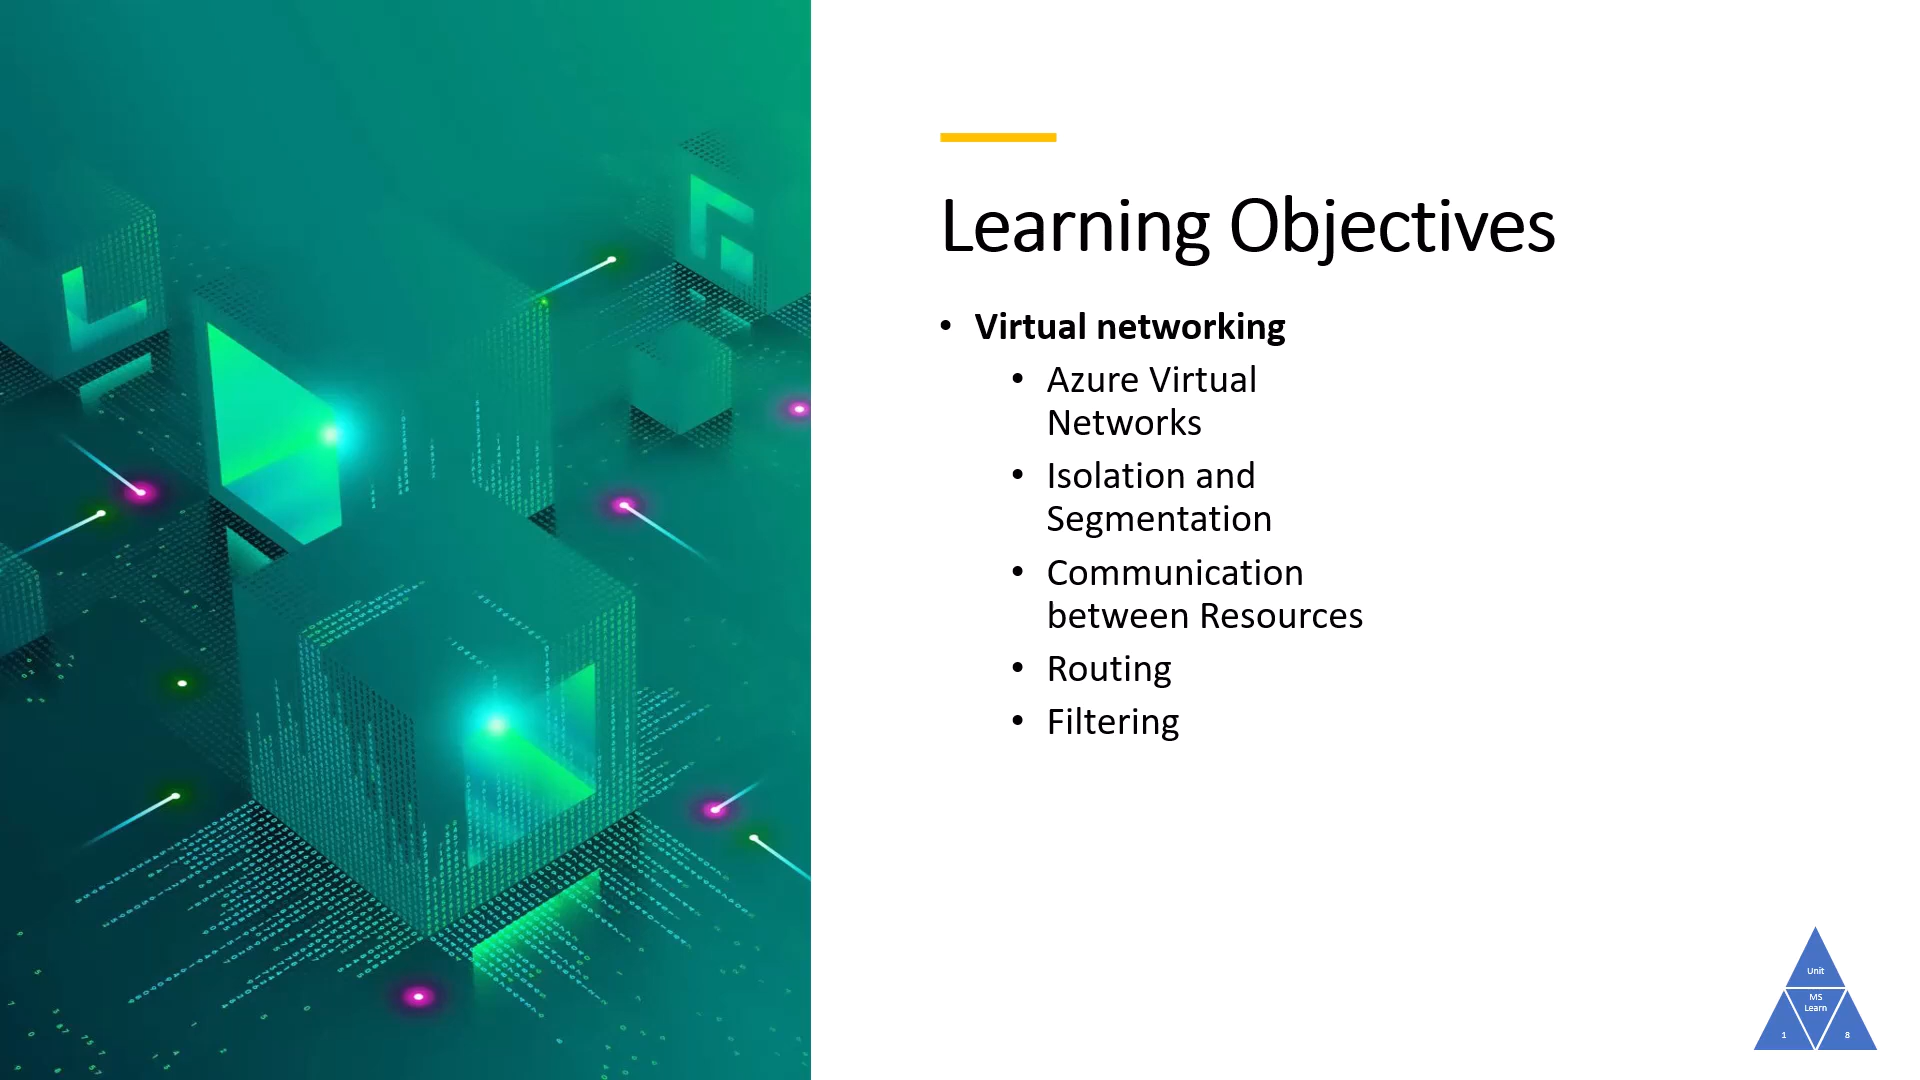 Learning Objectives
• Virtual networking
• Azure Virtual
Networks
• Isolation and
Segmentation
• Communication
between Resources
• Routing
• Filtering
Unit
MS
Learn
1
8